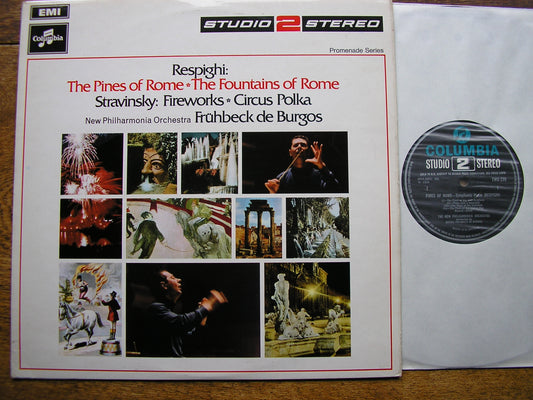 EMI
Columbia
STUDIO 2 STEREO
Promenade Series
Respighi:
The Pines of Rome*The Fountains of Rome
Stravinsky: Fireworks*Circus Polka
New Philharmonia Orchestra Frühbeck de Burgos
COLUMBIA
STUDIO 2 STEREO